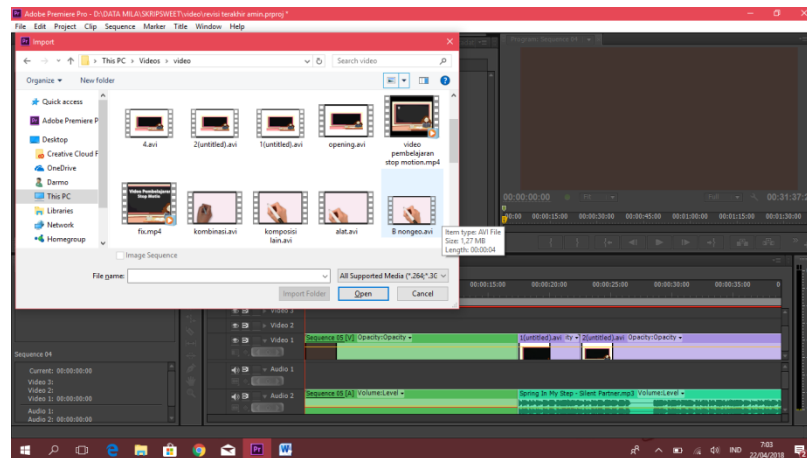 Adobe Premiere Pro - D:\DATA MILA\SKRIPSWEET\video\revisi terakhir amin.prproj *
File Edit Project Clip Sequence Marker Title Window Help
Import
Program: Sequence 04
This PC > Videos > video
Search video
Organize
New folder
Quick access
Adobe Premiere P
Desktop
Creative Cloud F
OneDrive
Darmo
This PC
Libraries
Network
Homegroup
4.avi
2(untitled).avi
1(untitled).avi
opening.avi
video pembelajaran stop motion.mp4
Video Pembelajaran
Stop Motion
fix.mp4
kombinasi.avi
komposisi lain.avi
alat.avi
B nongeo.avi
Item type: AVI File
Size: 1,27 MB
Length: 00:00:04
Image Sequence
File name:
All Supported Media (*.264;*.3G
Import Folder
Open
Cancel
00:00:00:00
Fit
Full
00:31:37:
00:00 00:00:15:00 00:00:30:00 00:00:45:00 00:01:00:00 00:01:15:00 00:01:30:00
00:00:15:00 00:00:20:00 00:00:25:00 00:00:30:00 00:00:35:00
Video 3
Video 2
Video 1
Sequence 05 [V] Opacity:Opacity
1(untitled).avi ity
2(untitled).avi Opacity:Opacity
Audio 1
Audio 2
Sequence 05 [A] Volume:Level
Spring In My Step - Silent Partner.mp3 Volume:Level
Sequence 04
Current: 00:00:00:00
Video 3:
Video 2:
Video 1: 00:00:00:00
Audio 1:
Audio 2: 00:00:00:00
IND
7:03
22/04/2018